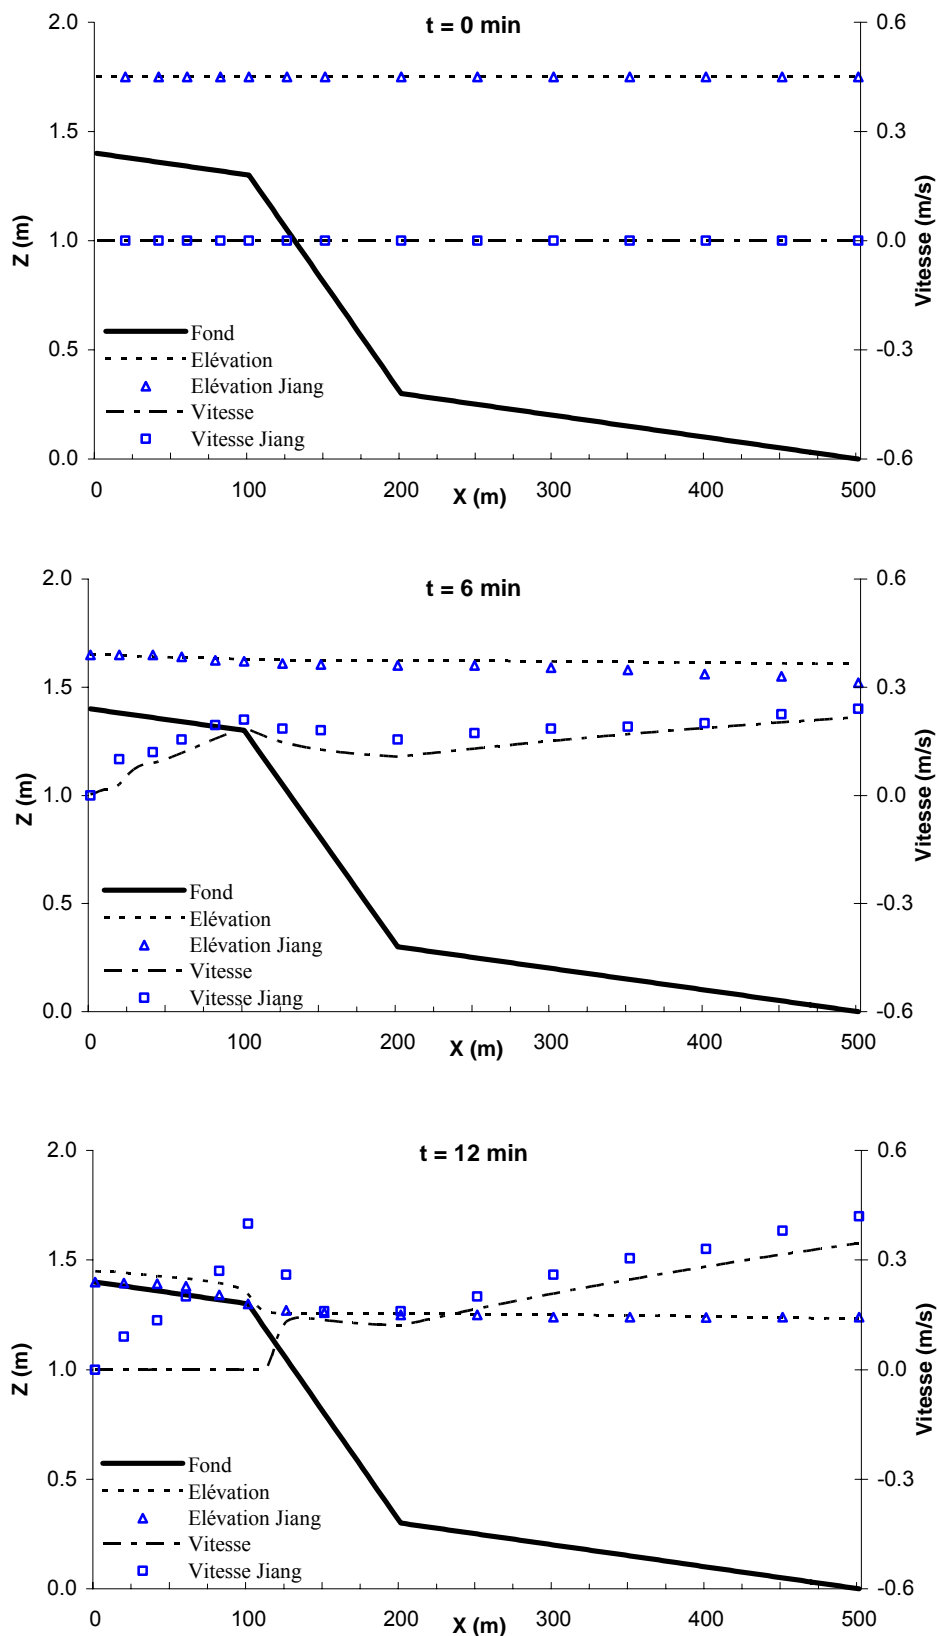 t = 0 min
2.0
1.5
1.0
0.5
0.0
Z (m)
0.6
0.3
0.0
-0.3
-0.6
Vitesse (m/s)
Fond
Elévation
Elévation Jiang
Vitesse
Vitesse Jiang
0 100 200 300 400 500
X (m)
t = 6 min
2.0
1.5
1.0
0.5
0.0
Z (m)
0.6
0.3
0.0
-0.3
-0.6
Vitesse (m/s)
Fond
Elévation
Elévation Jiang
Vitesse
Vitesse Jiang
0 100 200 300 400 500
X (m)
t = 12 min
2.0
1.5
1.0
0.5
0.0
Z (m)
0.6
0.3
0.0
-0.3
-0.6
Vitesse (m/s)
Fond
Elévation
Elévation Jiang
Vitesse
Vitesse Jiang
0 100 200 300 400 500
X (m)